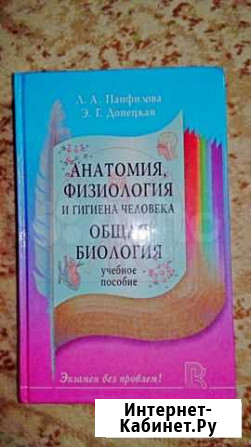 Л. Л. Панфилова
Э. Г. Донецкая
АНАТОМИЯ,
ФИЗИОЛОГИЯ
И ГИГИЕНА ЧЕЛОВЕКА
ОБЩАЯ
БИОЛОГИЯ
учебное
пособие
Экзамен без проблем!
Интернет-
Кабинет.Ру